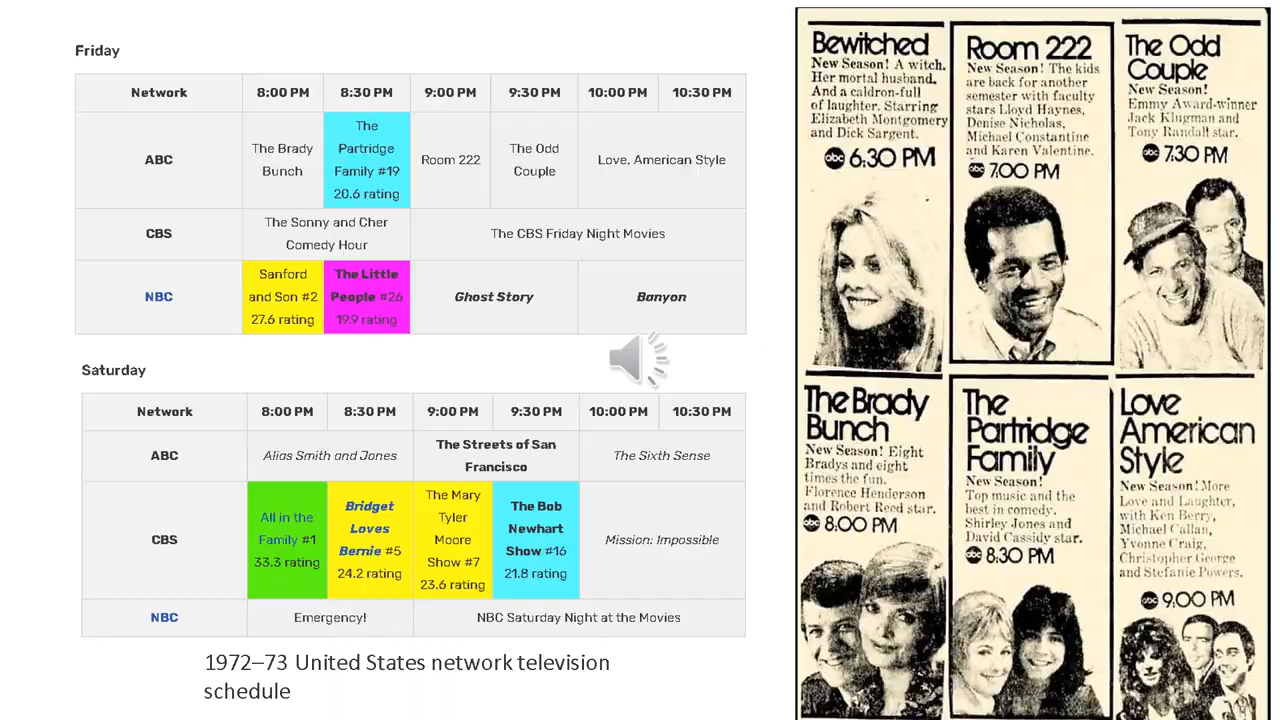 Friday
Network 8:00 PM 8:30 PM 9:00 PM 9:30 PM 10:00 PM 10:30 PM
ABC
The Brady
Bunch
The
Partridge
Family #19
20.6 rating
Room 222
The Odd
Couple
Love, American Style
CBS
The Sonny and Cher
Comedy Hour
The CBS Friday Night Movies
NBC
Sanford
and Son #2
27.6 rating
The Little
People #26
19.9 rating
Ghost Story
Banyon
Saturday
Network 8:00 PM 8:30 PM 9:00 PM 9:30 PM 10:00 PM 10:30 PM
ABC
Alias Smith and Jones
The Streets of San
Francisco
The Sixth Sense
CBS
All in the
Family #1
33.3 rating
Bridget
Loves
Bernie #5
24.2 rating
The Mary
Tyler
Moore
Show #7
23.6 rating
The Bob
Newhart
Show #16
21.8 rating
Mission: Impossible
NBC
Emergency!
NBC Saturday Night at the Movies
1972–73 United States network television
schedule
Bewitched
New Season! A witch.
Her mortal husband.
And a caldron-full
of laughter. Starring
Elizabeth Montgomery
and Dick Sargent.
abc 6:30 PM
Room 222
New Season! The kids
are back for another
semester with faculty
stars Lloyd Haynes,
Denise Nicholas,
Michael Constantine
and Karen Valentine.
abc 7:00 PM
The Odd
Couple
New Season!
Emmy Award-winner
Jack Klugman and
Tony Randall star.
abc 7:30 PM
The Brady
Bunch
New Season! Eight
Bradys and eight
times the fun.
Florence Henderson
and Robert Reed star.
abc 8:00 PM
The
Partridge
Family
New Season!
Top music and the
best in comedy.
Shirley Jones and
David Cassidy star.
abc 8:30 PM
Love
American
Style
New Season! More
Love and Laughter,
with Ken Berry,
Michael Callan,
Yvonne Craig,
Christopher George
and Stefanie Powers.
abc 9:00 PM